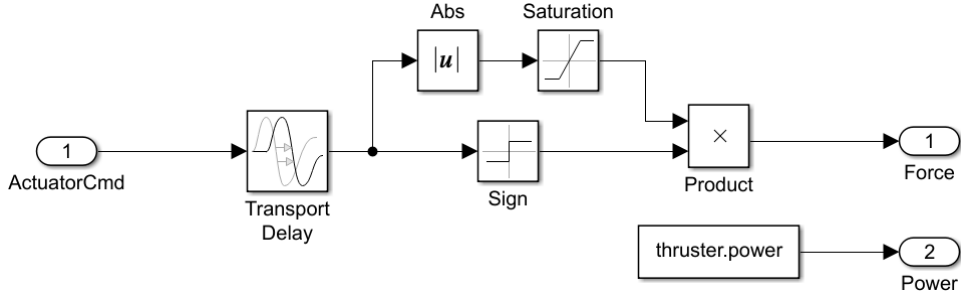 Abs
Saturation
|u|
1
ActuatorCmd
Transport
Delay
Sign
×
Product
1
Force
thruster.power
2
Power